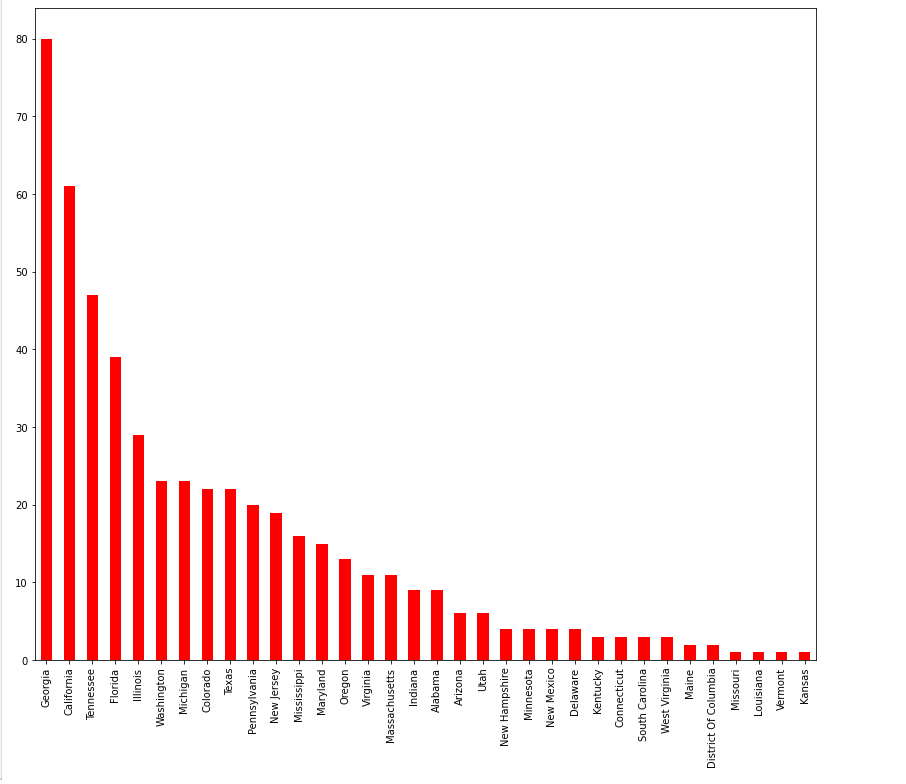 80
70
60
50
40
30
20
10
0
Georgia
California
Tennessee
Florida
Illinois
Washington
Michigan
Colorado
Texas
Pennsylvania
New Jersey
Mississippi
Maryland
Oregon
Virginia
Massachusetts
Indiana
Alabama
Arizona
Utah
New Hampshire
Minnesota
New Mexico
Delaware
Kentucky
Connecticut
South Carolina
West Virginia
Maine
District Of Columbia
Missouri
Louisiana
Vermont
Kansas